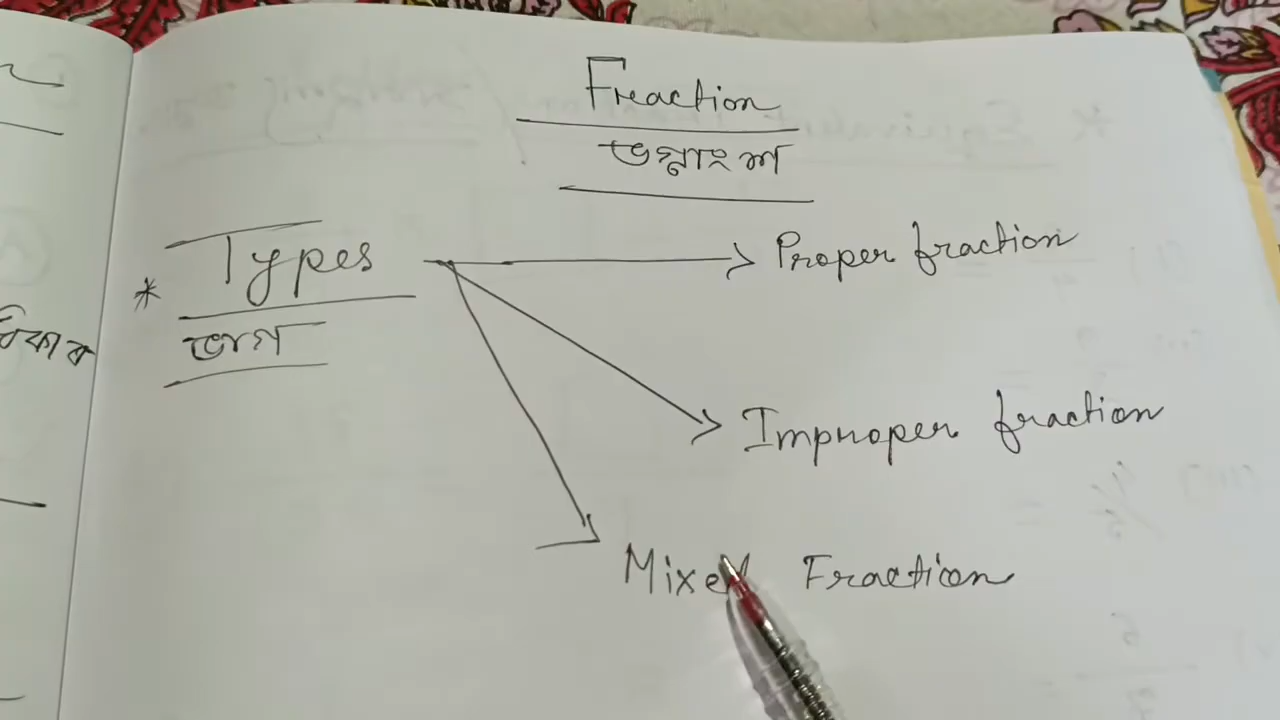 Fraction
ভগ্নাংশ
* Types
ভাগ
Proper fraction
Improper fraction
Mixed Fraction